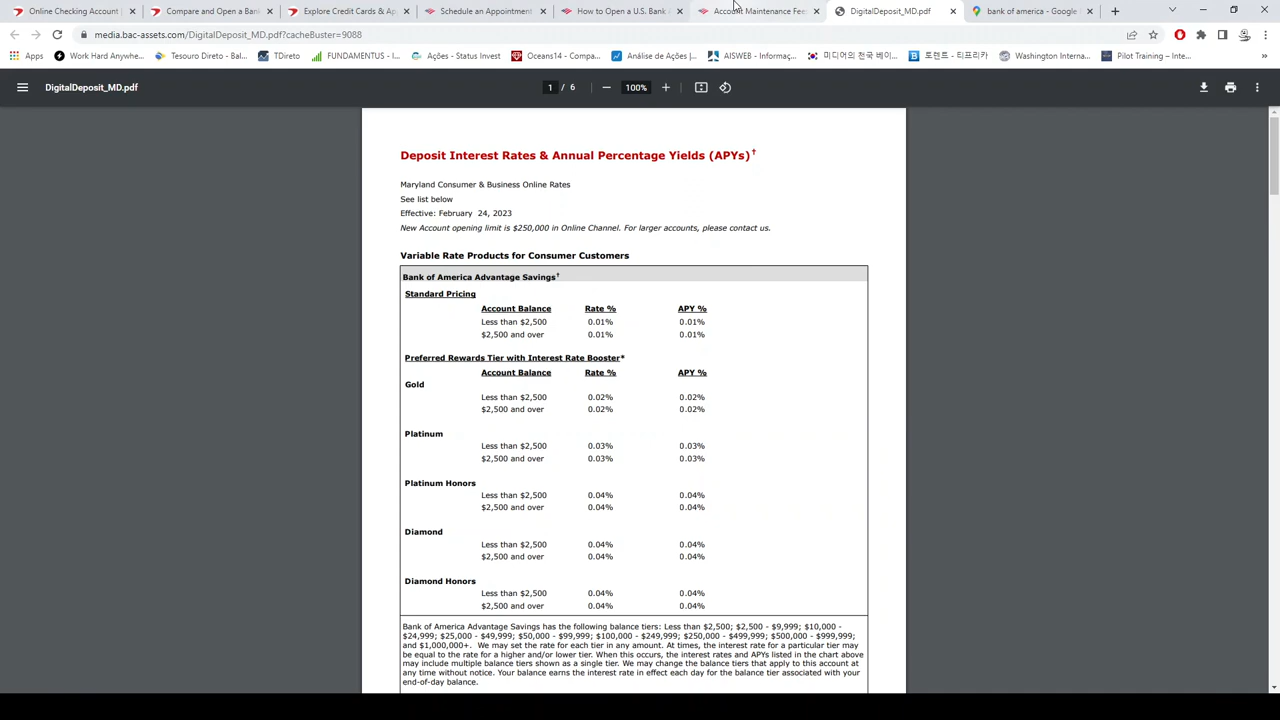 Online Checking Account Compare and Open a Bank Explore Credit Cards & Ap Schedule an Appointment How to Open a U.S. Bank Account Maintenance Fee DigitalDeposit_MD.pdf bank of america - Google
media.bac-assets.com/DigitalDeposit_MD.pdf?cacheBuster=9088
Apps Work Hard Anywhe... Tesouro Direto - Bal... TDireto FUNDAMENTUS - I... Ações - Status Invest Oceans14 - Compa... Análise de Ações |... AISWEB - Informaç... 미디어의 천국 베이... 토렌트 - 티프리카 Washington Interna... Pilot Training – Inte...
DigitalDeposit_MD.pdf 1 / 6 100%
Deposit Interest Rates & Annual Percentage Yields (APYs)†
Maryland Consumer & Business Online Rates
See list below
Effective: February 24, 2023
New Account opening limit is $250,000 in Online Channel. For larger accounts, please contact us.
Variable Rate Products for Consumer Customers
Bank of America Advantage Savings†
Standard Pricing
Account Balance Rate % APY %
Less than $2,500 0.01% 0.01%
$2,500 and over 0.01% 0.01%
Preferred Rewards Tier with Interest Rate Booster*
Account Balance Rate % APY %
Gold
Less than $2,500 0.02% 0.02%
$2,500 and over 0.02% 0.02%
Platinum
Less than $2,500 0.03% 0.03%
$2,500 and over 0.03% 0.03%
Platinum Honors
Less than $2,500 0.04% 0.04%
$2,500 and over 0.04% 0.04%
Diamond
Less than $2,500 0.04% 0.04%
$2,500 and over 0.04% 0.04%
Diamond Honors
Less than $2,500 0.04% 0.04%
$2,500 and over 0.04% 0.04%
Bank of America Advantage Savings has the following balance tiers: Less than $2,500; $2,500 - $9,999; $10,000 -
$24,999; $25,000 - $49,999; $50,000 - $99,999; $100,000 - $249,999; $250,000 - $499,999; $500,000 - $999,999;
and $1,000,000+. We may set the rate for each tier in any amount. At times, the interest rate for a particular tier may
be equal to the rate for a higher and/or lower tier. When this occurs, the interest rates and APYs listed in the chart above
may include multiple balance tiers shown as a single tier. We may change the balance tiers that apply to this account at
any time without notice. Your balance earns the interest rate in effect each day for the balance tier associated with your
end-of-day balance.